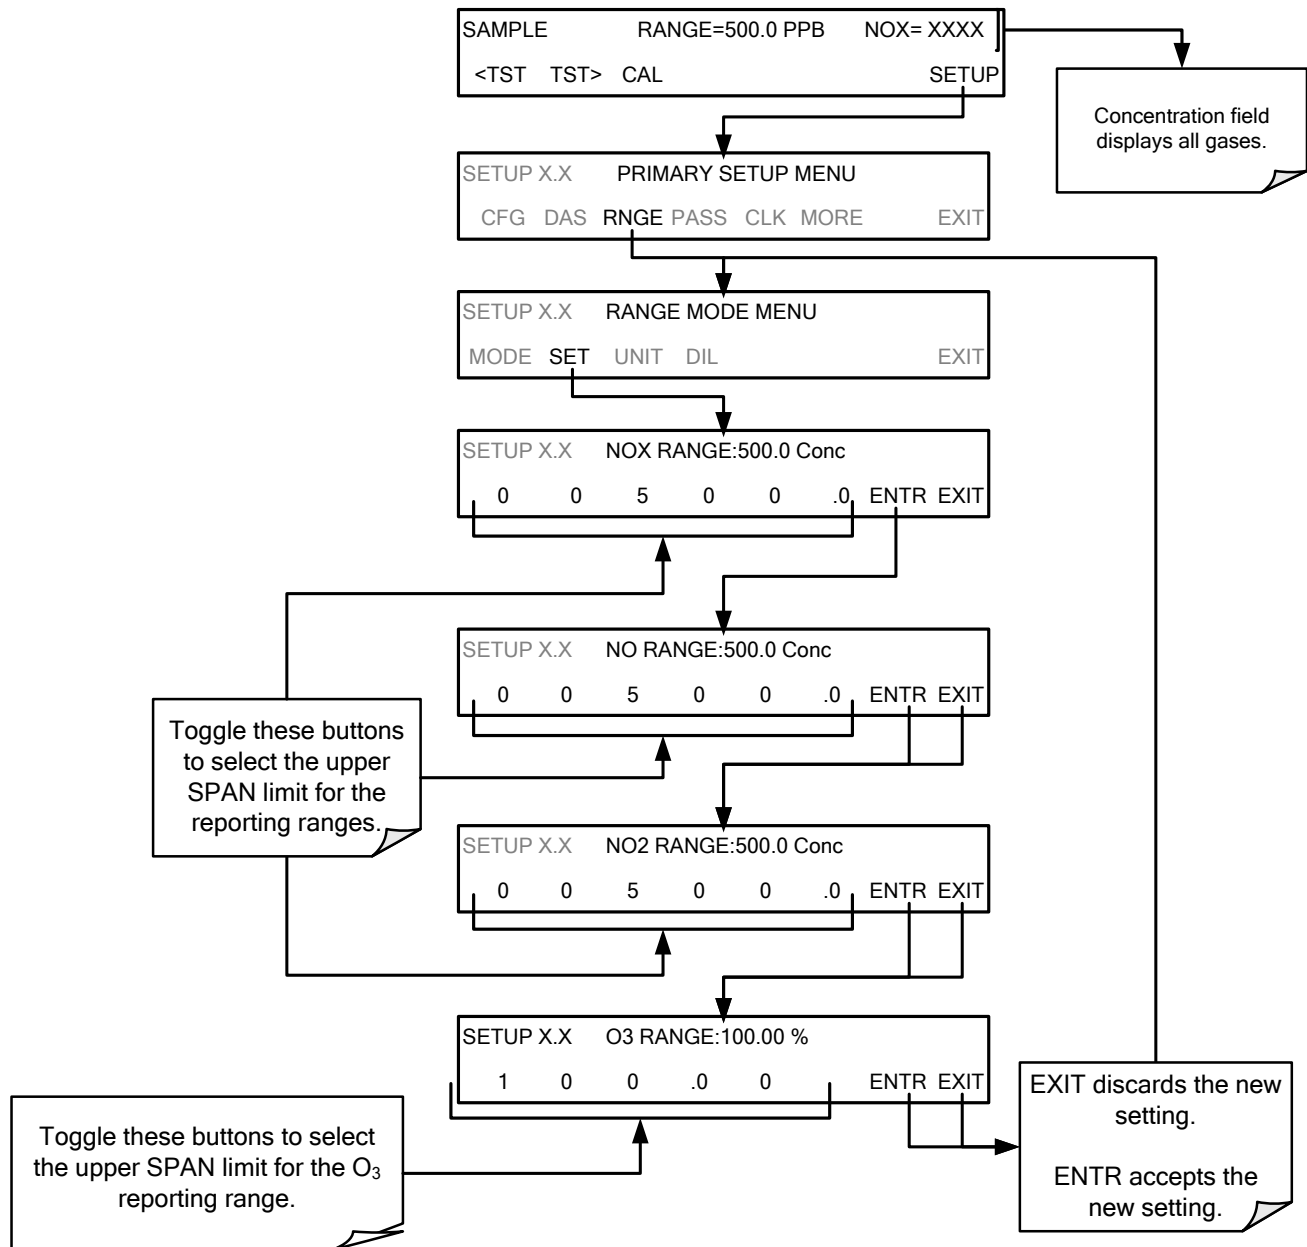 SAMPLE RANGE=500.0 PPB NOX= XXXX
<TST TST> CAL SETUP
Concentration field
displays all gases.
SETUP X.X PRIMARY SETUP MENU
CFG DAS RNGE PASS CLK MORE EXIT
SETUP X.X RANGE MODE MENU
MODE SET UNIT DIL EXIT
SETUP X.X NOX RANGE:500.0 Conc
0 0 5 0 0 .0 ENTR EXIT
SETUP X.X NO RANGE:500.0 Conc
0 0 5 0 0 .0 ENTR EXIT
Toggle these buttons
to select the upper
SPAN limit for the
reporting ranges.
SETUP X.X NO2 RANGE:500.0 Conc
0 0 5 0 0 .0 ENTR EXIT
SETUP X.X O3 RANGE:100.00 %
1 0 0 .0 0 ENTR EXIT
EXIT discards the new
setting.
ENTR accepts the
new setting.
Toggle these buttons to select
the upper SPAN limit for the O3
reporting range.